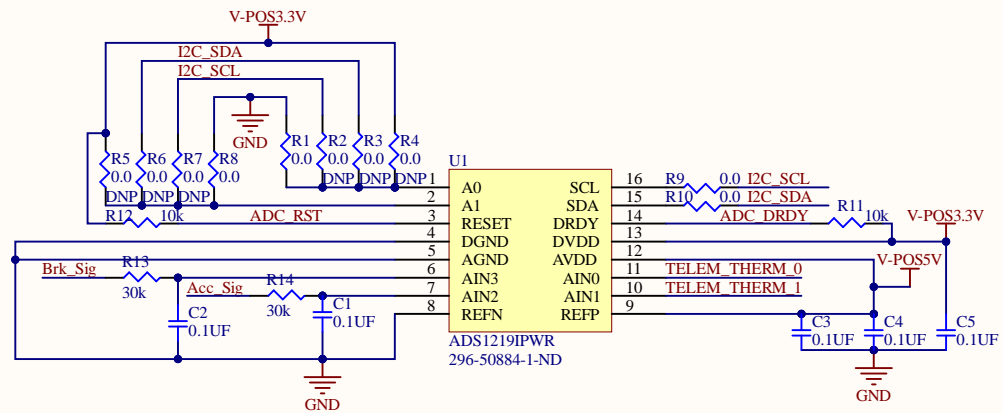 V-POS3.3V
I2C_SDA
I2C_SCL
GND
R5 R6 R7 R8 R1 R2 R3 R4
0.0 0.0 0.0 0.0 0.0 0.0 0.0 0.0
DNP DNP DNP DNP DNP DNP
U1
1 A0 SCL 16 R9 0.0 I2C_SCL
2 A1 SDA 15 R10 0.0 I2C_SDA
R12 10k ADC_RST 3 RESET DRDY 14 ADC_DRDY R11 10k
V-POS3.3V
4 DGND DVDD 13
5 AGND AVDD 12
V-POS5V
Brk_Sig R13 30k 6 AIN3 AIN0 11 TELEM_THERM_0
Acc_Sig R14 30k 7 AIN2 AIN1 10 TELEM_THERM_1
8 REFN REFP 9
C2 0.1UF
C1 0.1UF
C3 0.1UF
C4 0.1UF
C5 0.1UF
ADS1219IPWR
296-50884-1-ND
GND
GND